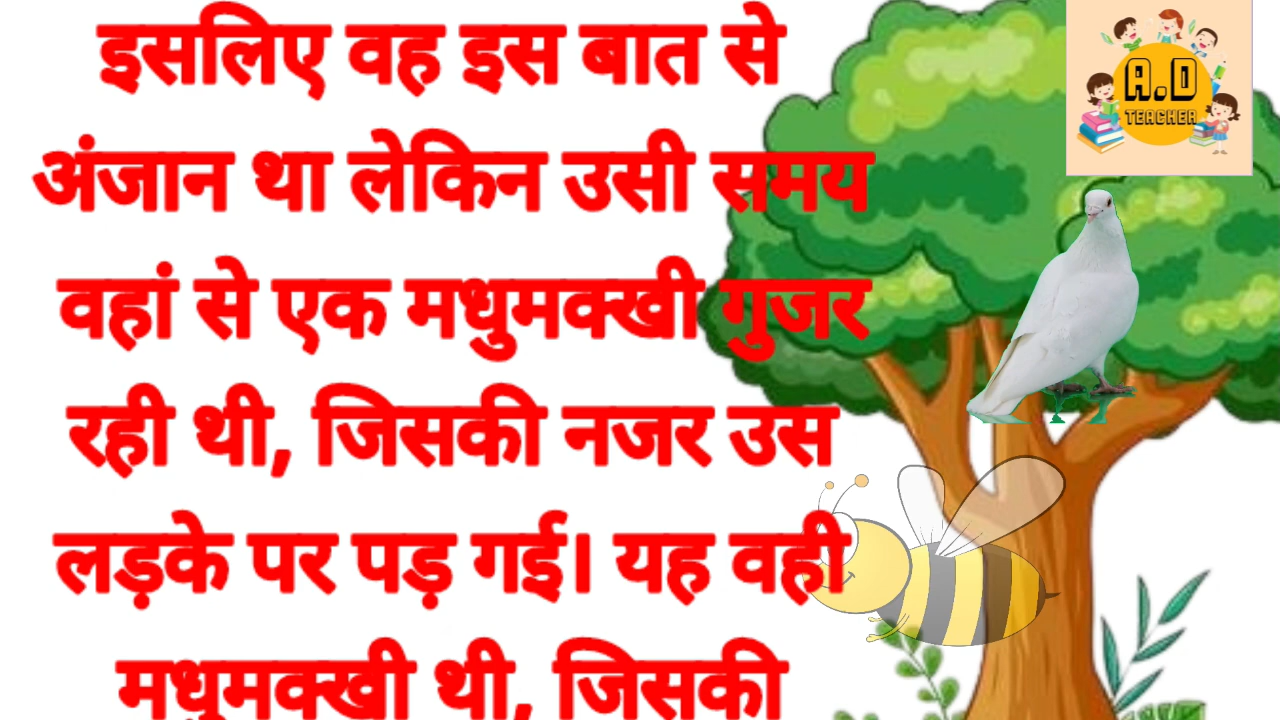 इसलिए वह इस बात से
अंजान था लेकिन उसी समय
वहां से एक मधुमक्खी गुजर
रही थी, जिसकी नजर उस
लड़के पर पड़ गई। यह वही
मधुमक्खी थी, जिसकी
A.D
TEACHER